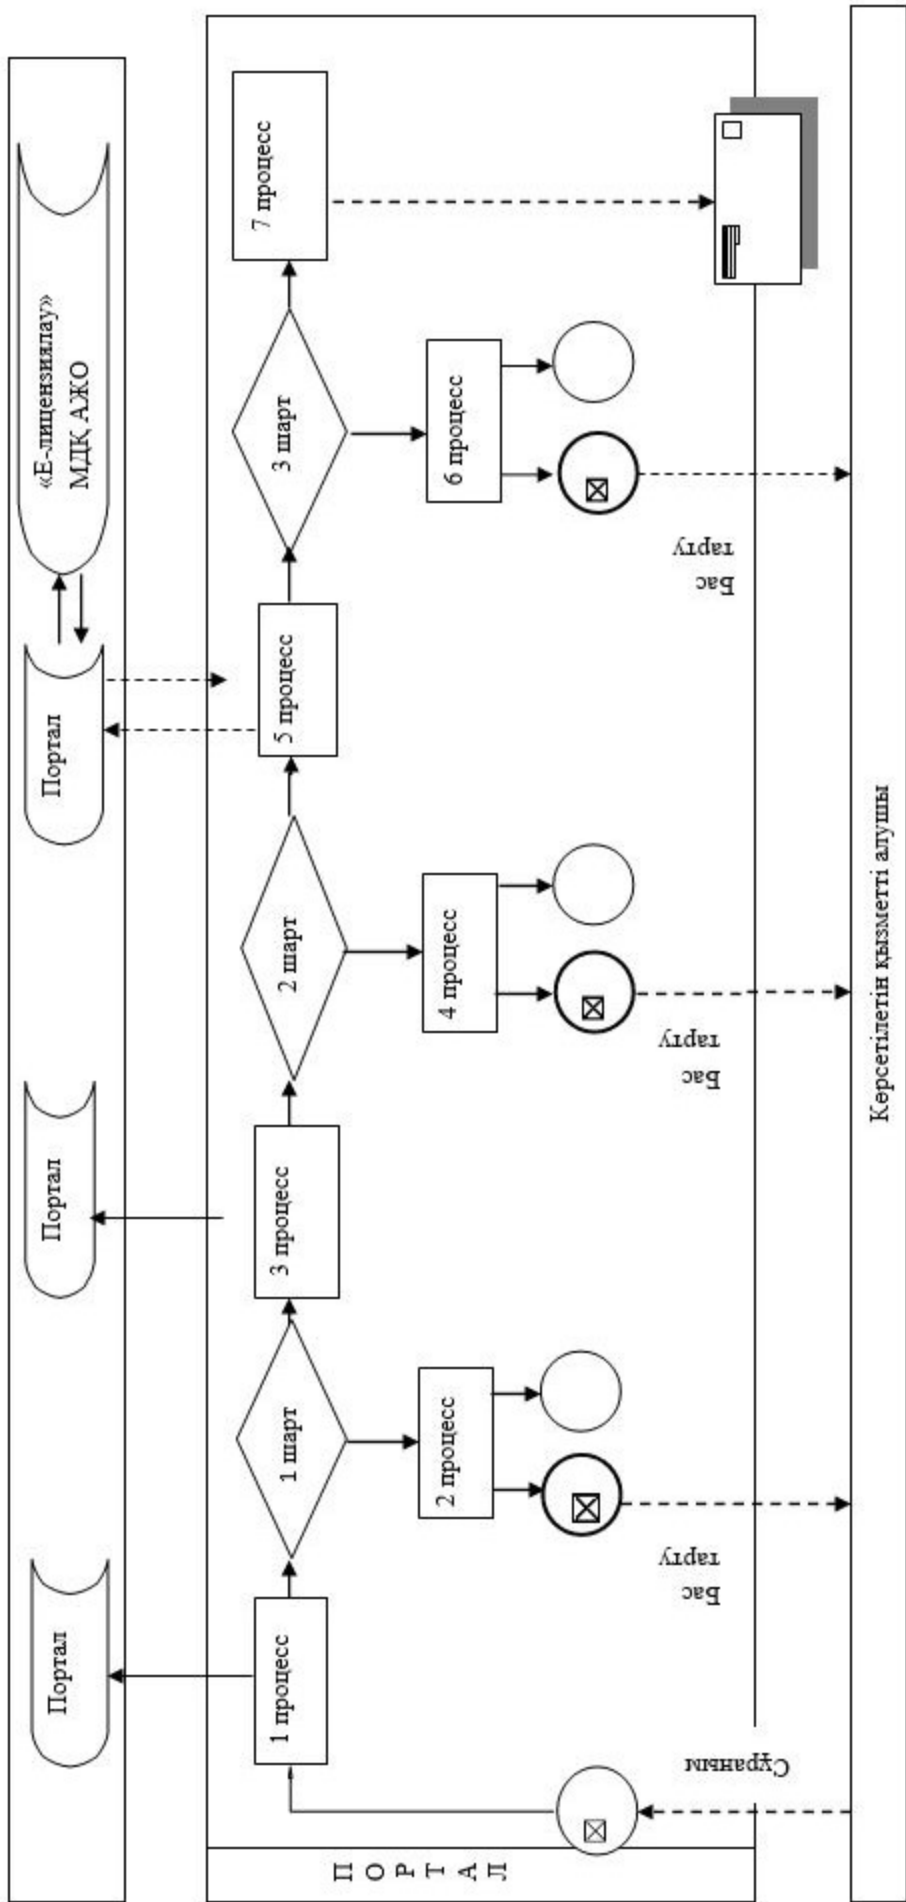 «Е-лицензиялау»
МДҚ АЖО
Портал
Портал
Портал
ПОРТАЛ
1 процесс
1 шарт
3 процесс
2 шарт
5 процесс
3 шарт
7 процесс
2 процесс
4 процесс
6 процесс
Сұраным
Бас
тарту
Бас
тарту
Бас
тарту
Көрсетілетін қызметті алушы